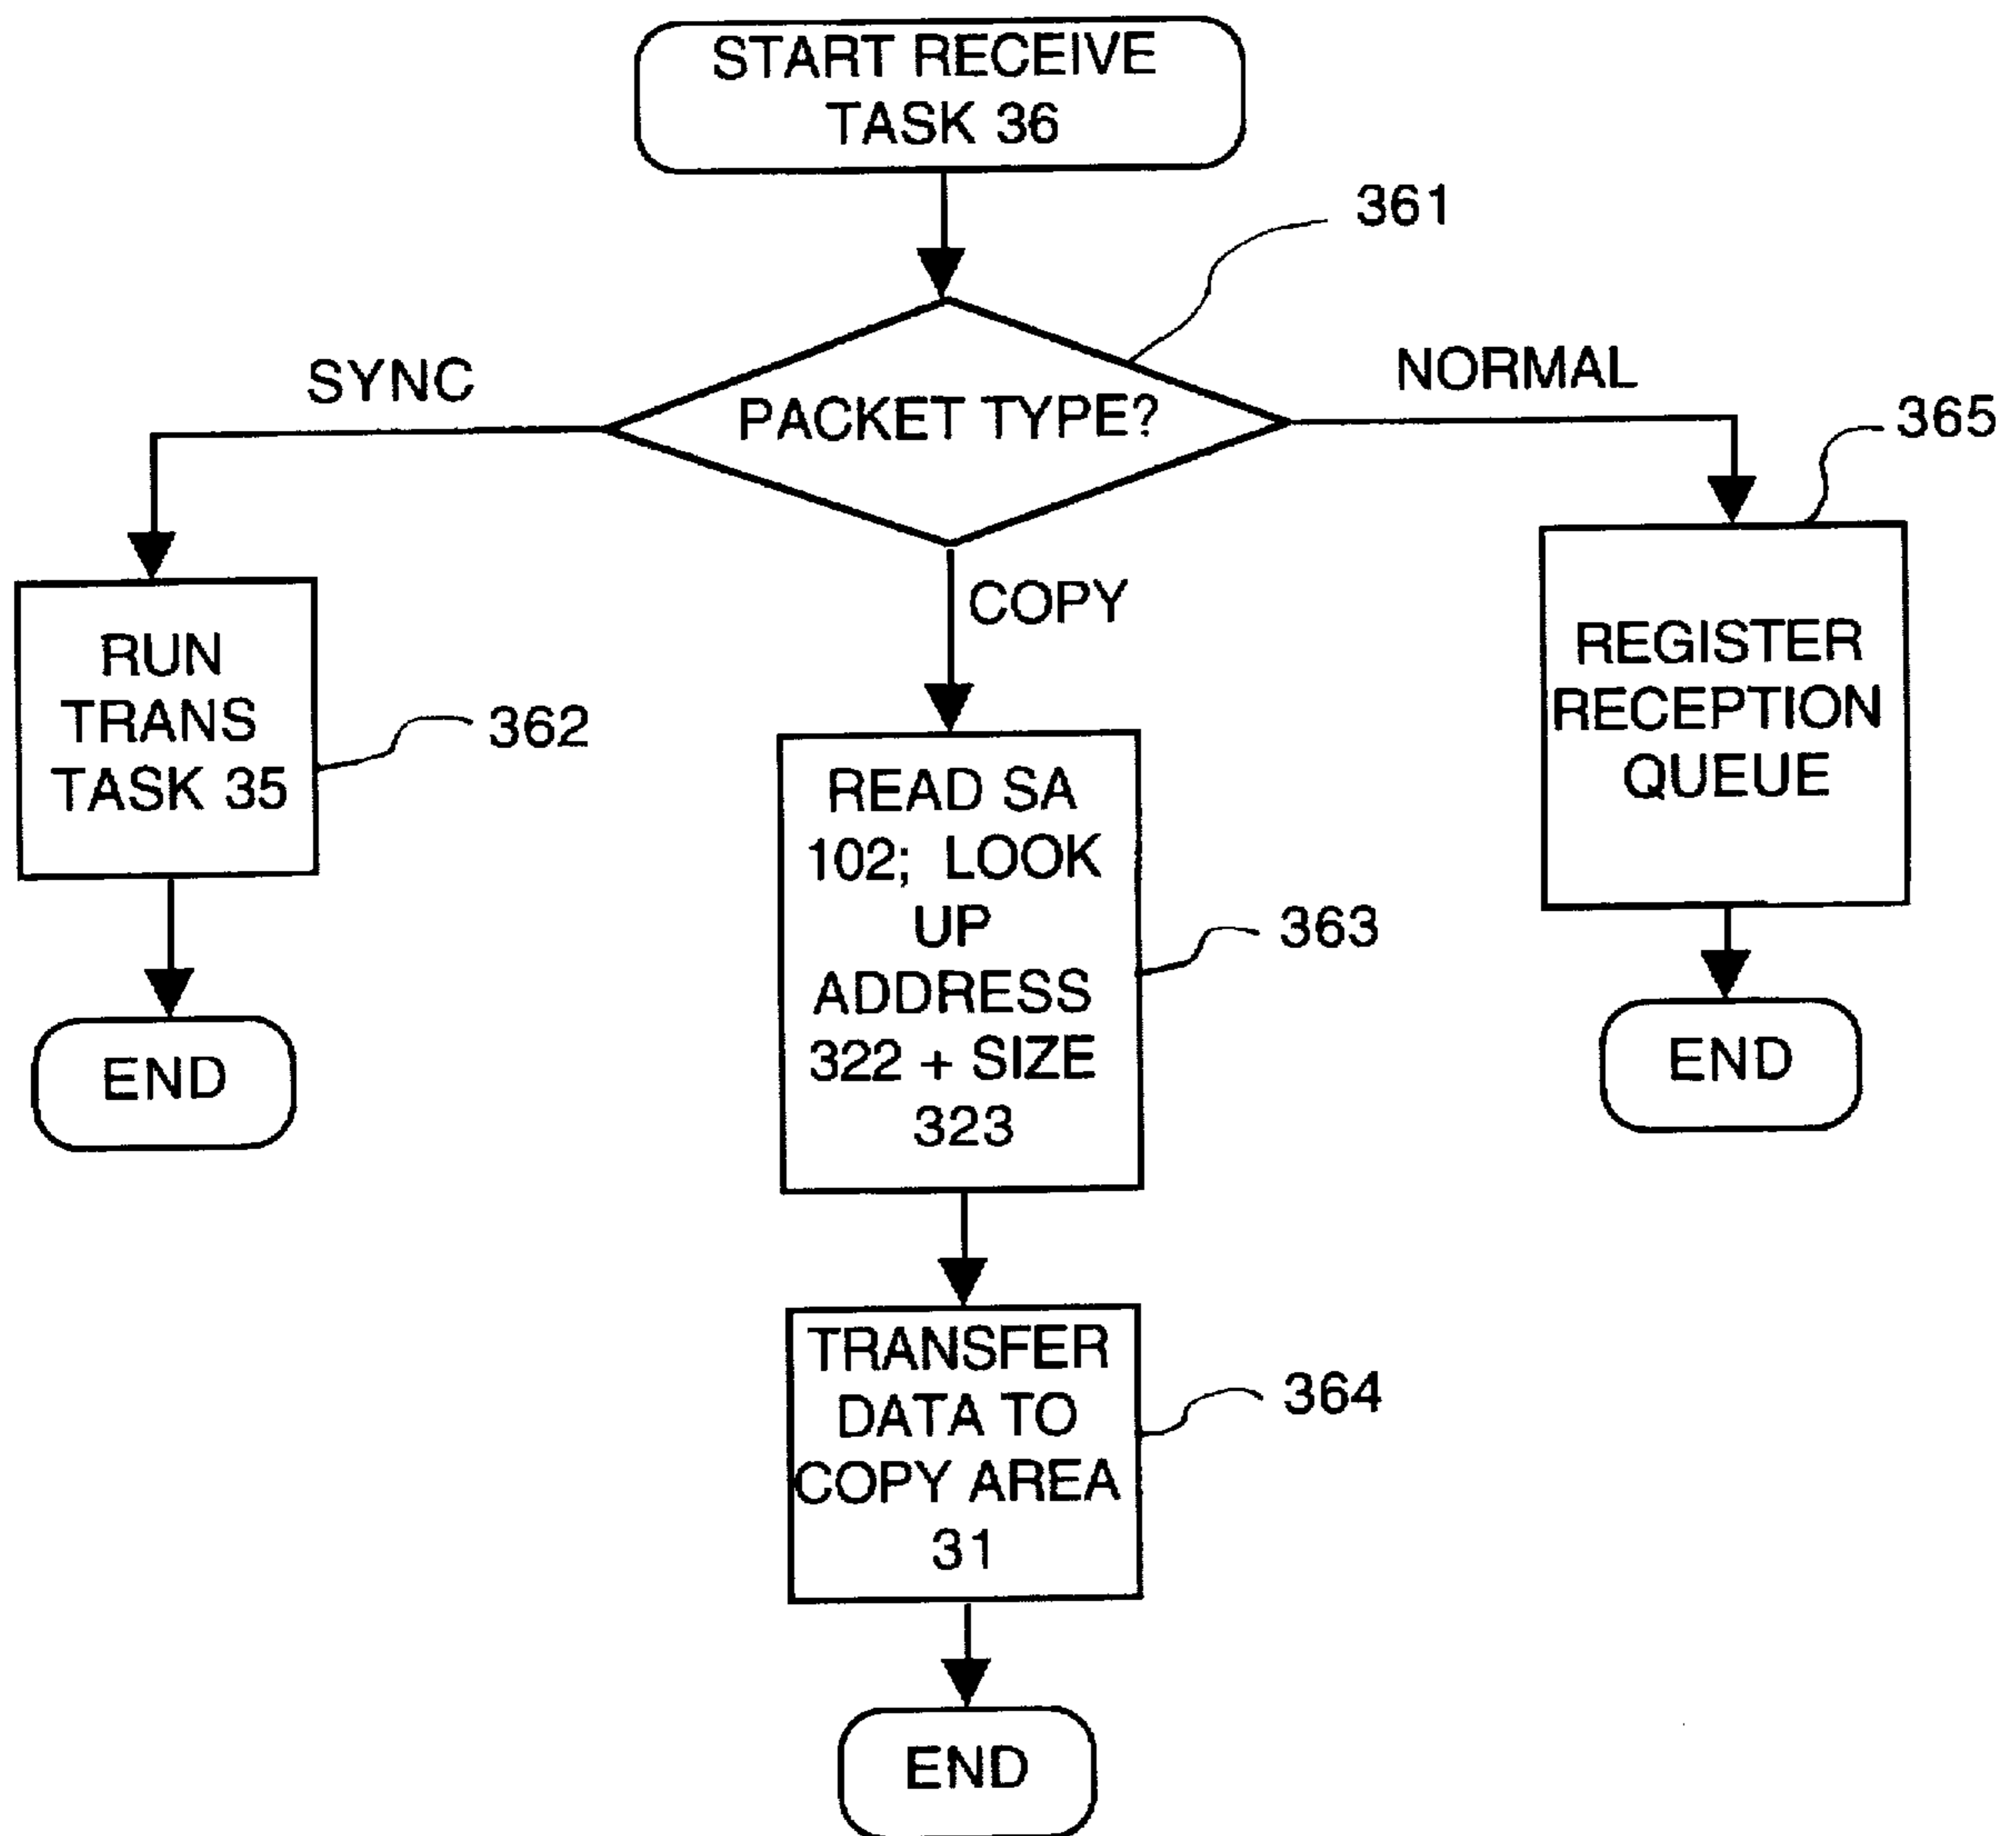 START RECEIVE
TASK 36
361
SYNC
NORMAL
PACKET TYPE?
365
COPY
RUN
TRANS
TASK 35
362
REGISTER
RECEPTION
QUEUE
READ SA
102; LOOK
UP
ADDRESS
322 + SIZE
323
363
END
END
TRANSFER
DATA TO
COPY AREA
31
364
END